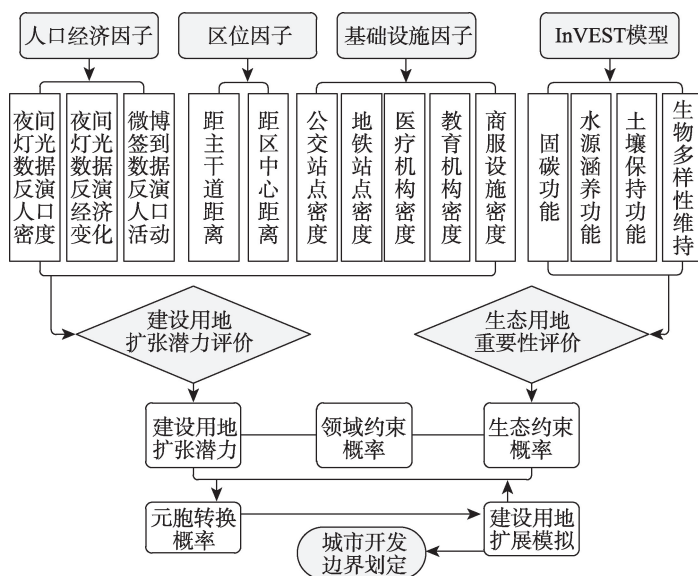 人口经济因子
区位因子
基础设施因子
InVEST模型
夜间
灯光
数据
反演
人口
密度
夜间
灯光
数据
反演
经济
变化
微博
签到
数据
反演
人口
活动
距主干道距离
距区中心距离
公交站点密度
地铁站点密度
医疗机构密度
教育机构密度
商服设施密度
固碳功能
水源涵养功能
土壤保持功能
生物多样性维持
建设用地
扩张潜力评价
生态用地
重要性评价
建设用地
扩张潜力
领域约束
概率
生态约束
概率
元胞转换
概率
建设用地
扩展模拟
城市开发
边界划定